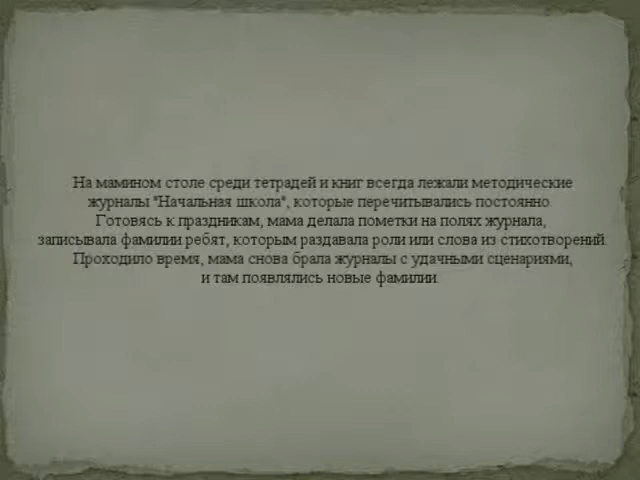 На мамином столе среди тетрадей и книг всегда лежали методические
журналы "Начальная школа", которые перечитывались постоянно.
Готовясь к праздникам, мама делала пометки на полях журнала,
записывала фамилии ребят, которым раздавала роли или слова из стихотворений.
Проходило время, мама снова брала журналы с удачными сценариями,
и там появлялись новые фамилии.